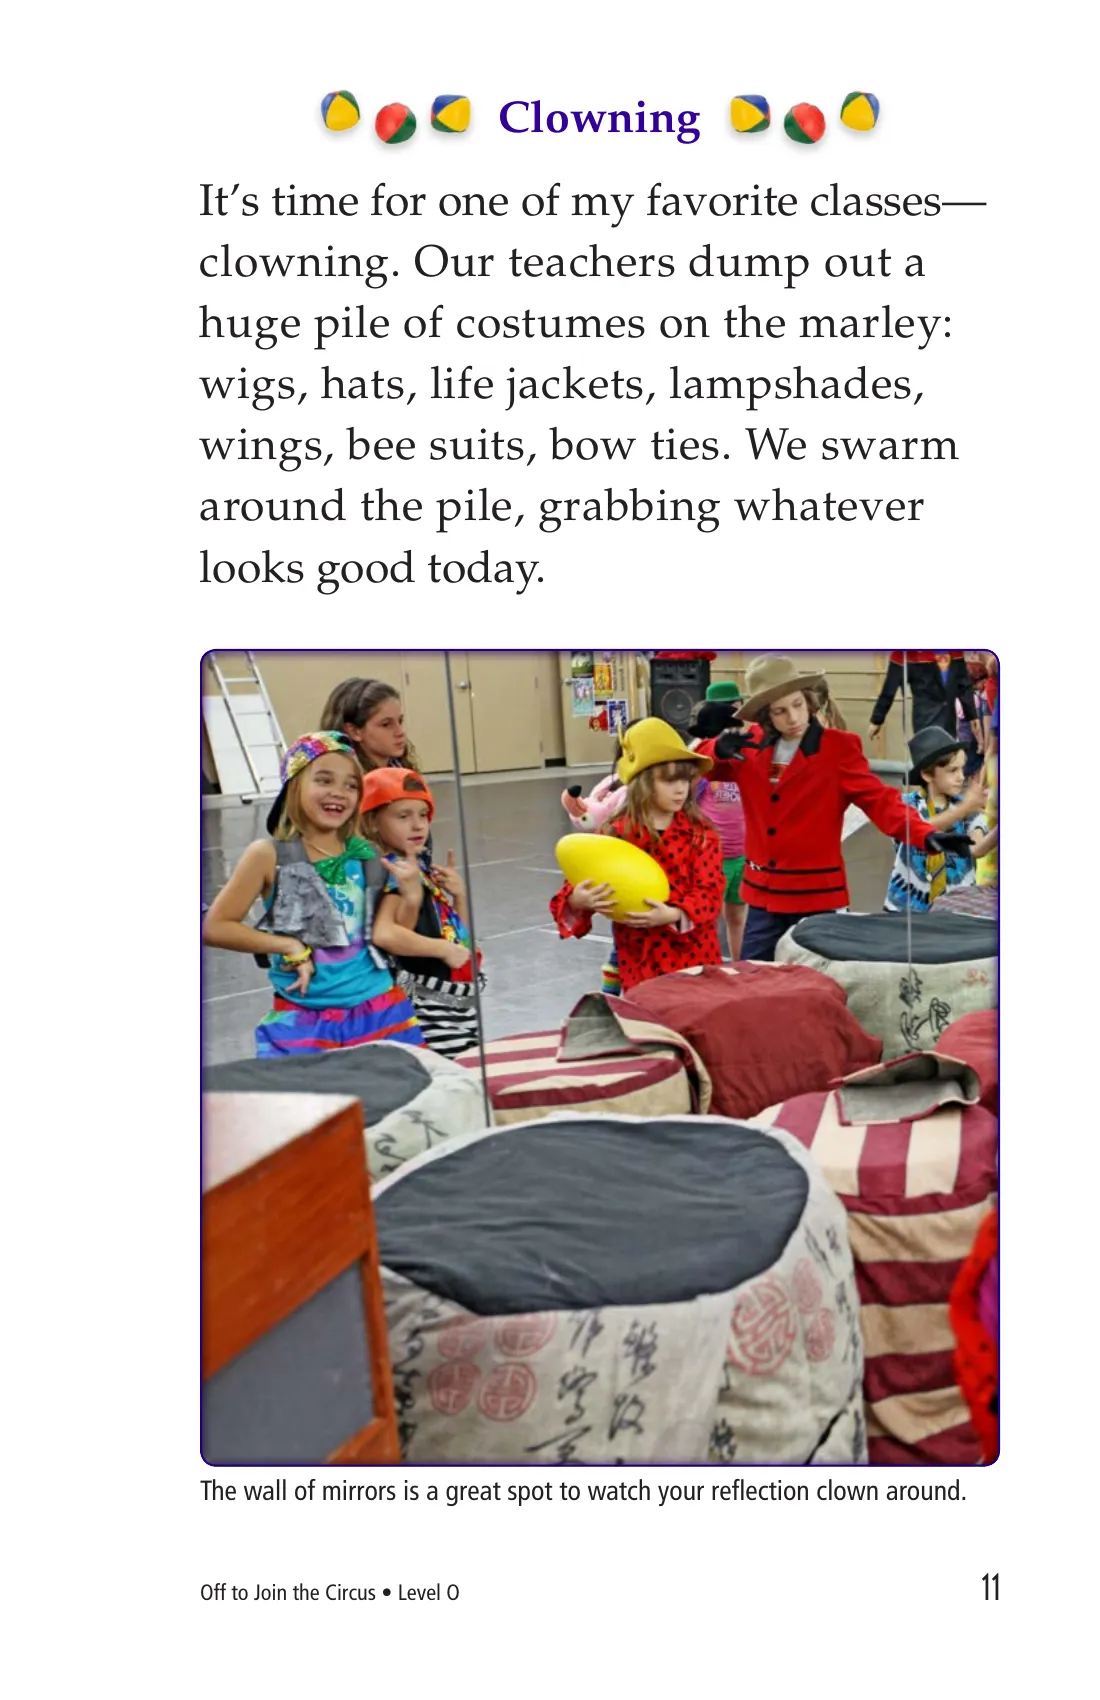 Clowning
It’s time for one of my favorite classes—
clowning. Our teachers dump out a
huge pile of costumes on the marley:
wigs, hats, life jackets, lampshades,
wings, bee suits, bow ties. We swarm
around the pile, grabbing whatever
looks good today.
The wall of mirrors is a great spot to watch your reflection clown around.
Off to Join the Circus • Level O
11